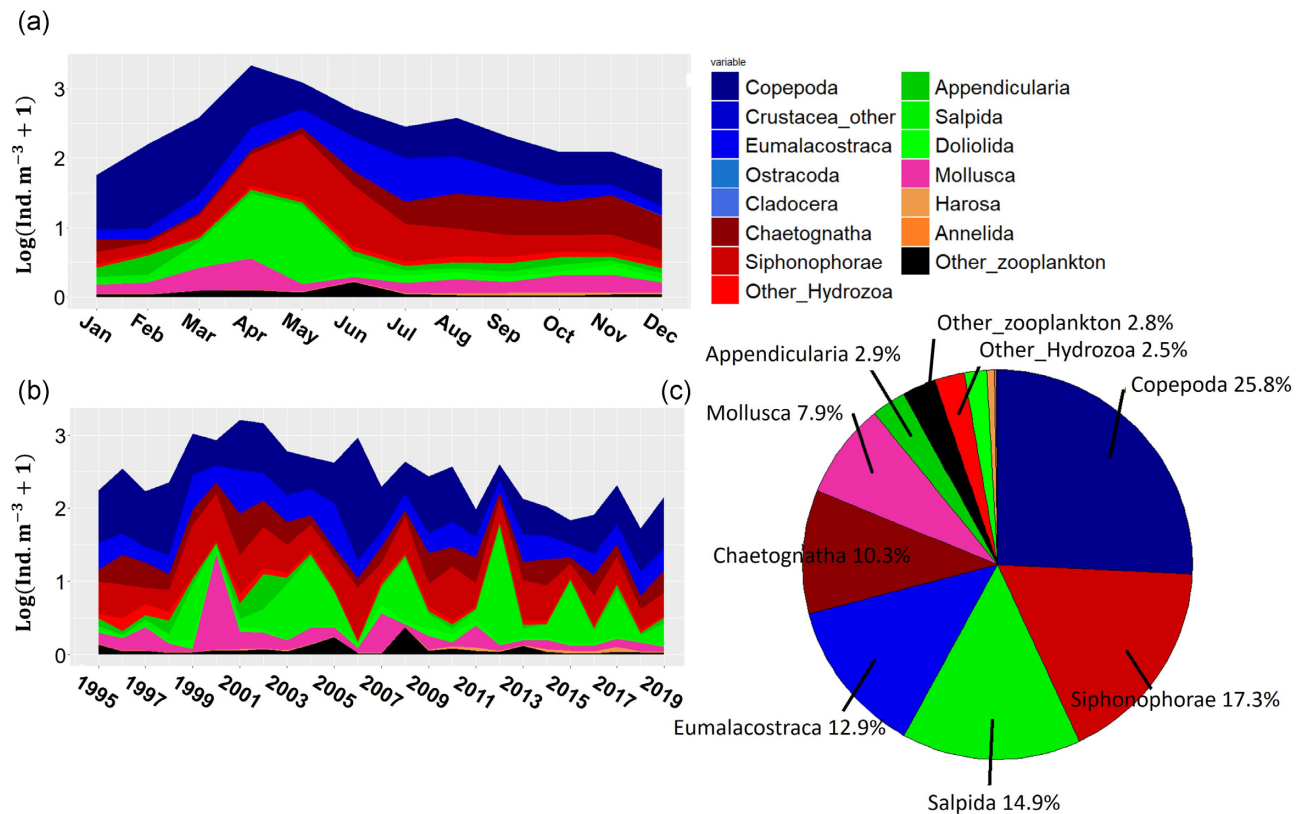 (a)
Log(Ind. m⁻³ + 1)
3
2
1
0
Jan Feb Mar Apr May Jun Jul Aug Sep Oct Nov Dec
variable
Copepoda
Crustacea_other
Eumalacostraca
Ostracoda
Cladocera
Chaetognatha
Siphonophorae
Other_Hydrozoa
Appendicularia
Salpida
Doliolida
Mollusca
Harosa
Annelida
Other_zooplankton
(b)
Log(Ind. m⁻³ + 1)
3
2
1
0
1995 1997 1999 2001 2003 2005 2007 2009 2011 2013 2015 2017 2019
(c)
Other_zooplankton 2.8%
Other_Hydrozoa 2.5%
Appendicularia 2.9%
Copepoda 25.8%
Mollusca 7.9%
Chaetognatha 10.3%
Siphonophorae 17.3%
Eumalacostraca 12.9%
Salpida 14.9%